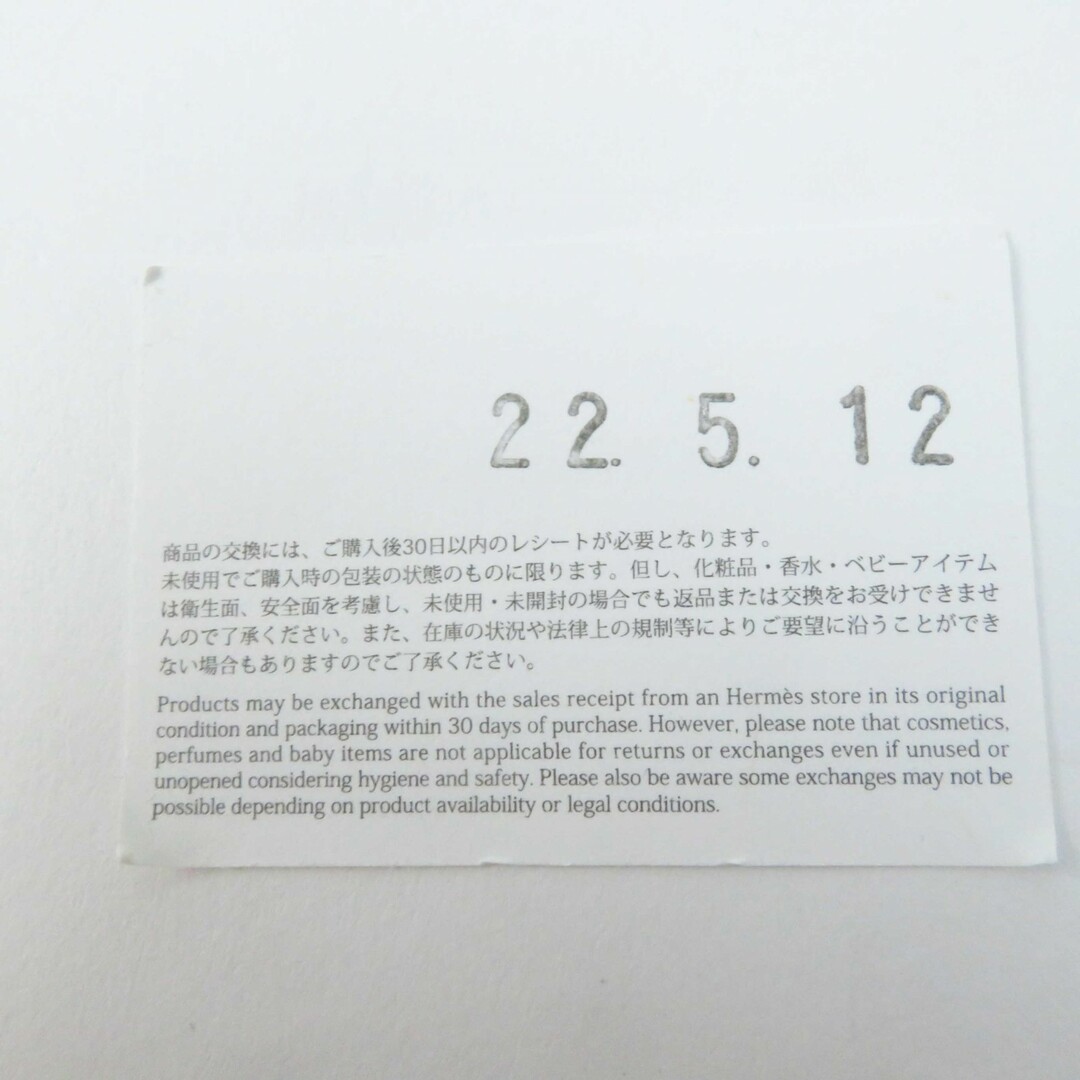 22. 5. 12
商品の交換には、ご購入後30日以内のレシートが必要となります。
未使用でご購入時の包装の状態のものに限ります。但し、化粧品・香水・ベビーアイテム
は衛生面、安全面を考慮し、未使用・未開封の場合でも返品または交換をお受けできませ
んので了承ください。また、在庫の状況や法律上の規制等によりご要望に沿うことができ
ない場合もありますのでご了承ください。
Products may be exchanged with the sales receipt from an Hermès store in its original
condition and packaging within 30 days of purchase. However, please note that cosmetics,
perfumes and baby items are not applicable for returns or exchanges even if unused or
unopened considering hygiene and safety. Please also be aware some exchanges may not be
possible depending on product availability or legal conditions.